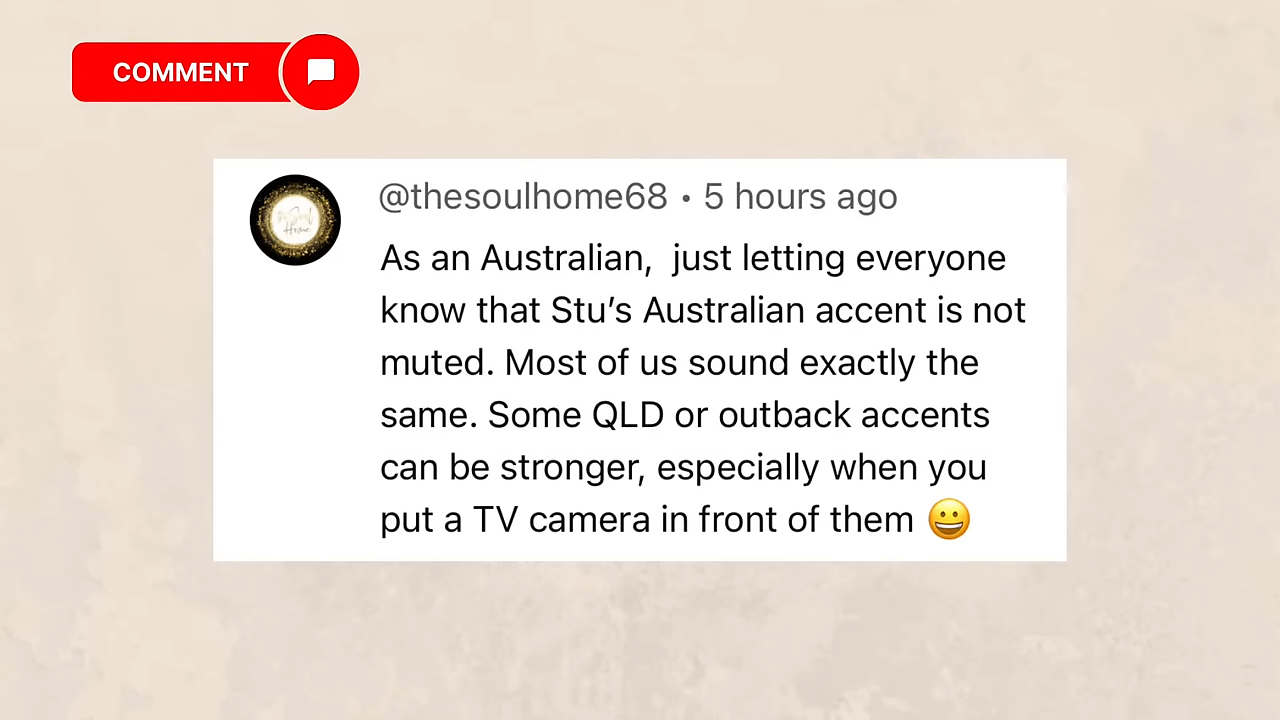 COMMENT
@thesoulhome68 • 5 hours ago
As an Australian,  just letting everyone
know that Stu’s Australian accent is not
muted. Most of us sound exactly the
same. Some QLD or outback accents
can be stronger, especially when you
put a TV camera in front of them 😀